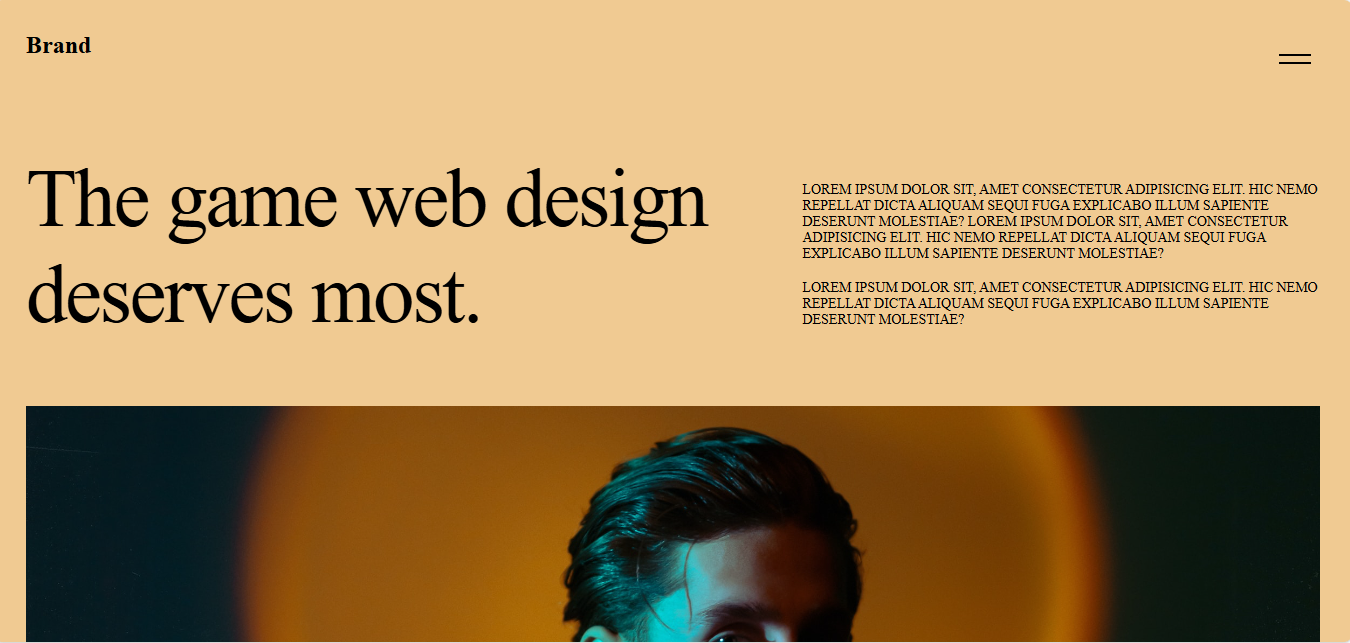 Brand
The game web design
deserves most.
LOREM IPSUM DOLOR SIT, AMET CONSECTETUR ADIPISICING ELIT. HIC NEMO
REPELLAT DICTA ALIQUAM SEQUI FUGA EXPLICABO ILLUM SAPIENTE
DESERUNT MOLESTIAE? LOREM IPSUM DOLOR SIT, AMET CONSECTETUR
ADIPISICING ELIT. HIC NEMO REPELLAT DICTA ALIQUAM SEQUI FUGA
EXPLICABO ILLUM SAPIENTE DESERUNT MOLESTIAE?
LOREM IPSUM DOLOR SIT, AMET CONSECTETUR ADIPISICING ELIT. HIC NEMO
REPELLAT DICTA ALIQUAM SEQUI FUGA EXPLICABO ILLUM SAPIENTE
DESERUNT MOLESTIAE?